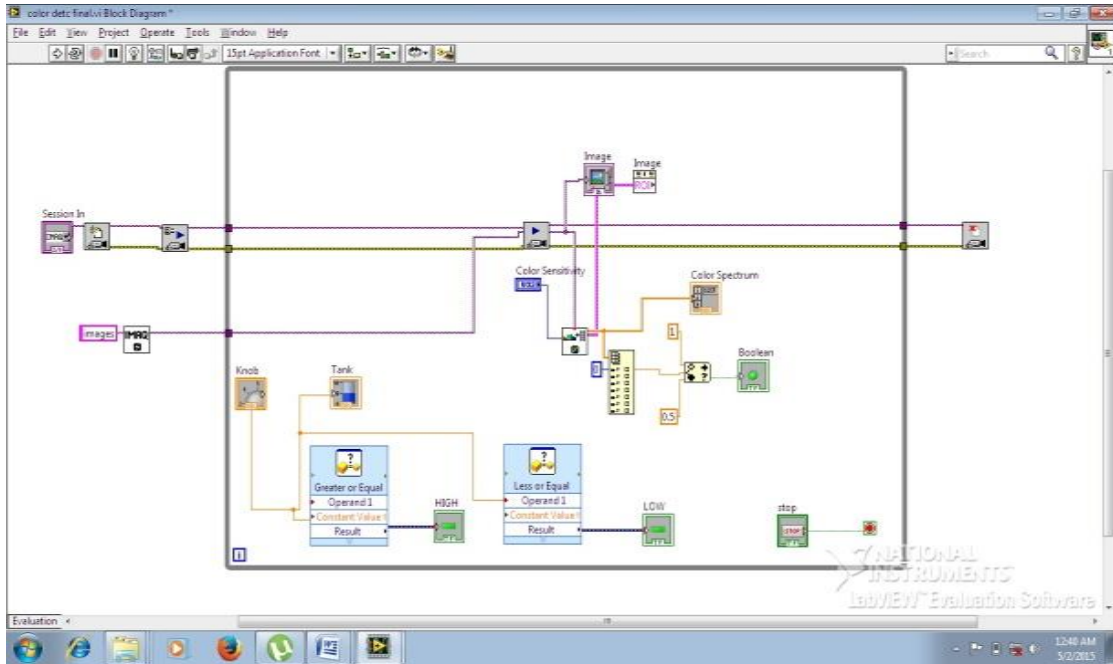 color detc final.vi Block Diagram *
File Edit View Project Operate Tools Window Help
15pt Application Font
Search
Image
Image
ROI
Session In
Color Sensitivity
Color Spectrum
images
IMAQ
1
Boolean
0
0.5
Knob
Tank
Greater or Equal
Operand 1
Constant Value
Result
HIGH
Less or Equal
Operand 1
Constant Value
Result
LOW
stop
STOP
i
NATIONAL
INSTRUMENTS
LabVIEW™ Evaluation Software
Evaluation
12:40 AM
5/2/2015